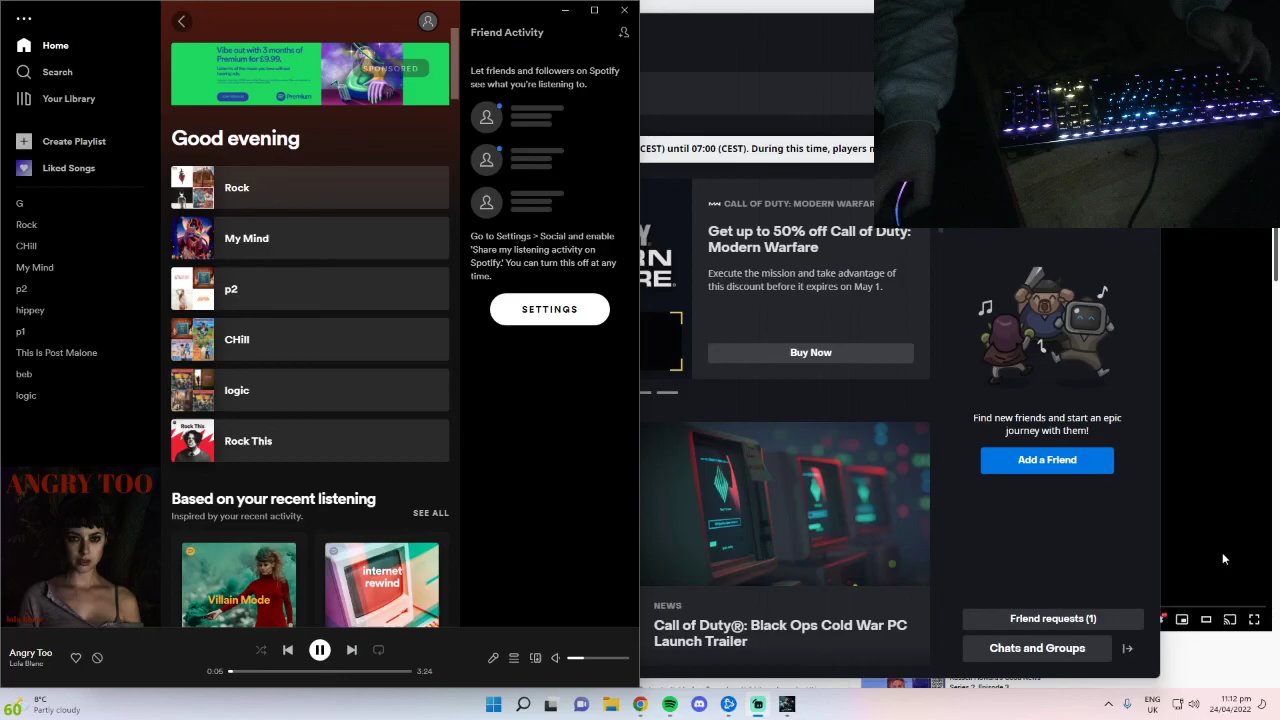 Home
Search
Your Library
Create Playlist
Liked Songs
G
Rock
CHill
My Mind
p2
hippey
p1
This Is Post Malone
beb
logic
ANGRY TOO
Vibe out with 3 months of
Premium for £9.99.
SPONSORED
Premium
Good evening
Rock
My Mind
p2
CHill
logic
Rock This
Rock This
Based on your recent listening
Inspired by your recent activity.
SEE ALL
Villain Mode
internet
rewind
Friend Activity
Let friends and followers on Spotify
see what you're listening to.
Go to Settings > Social and enable
'Share my listening activity on
Spotify.' You can turn this off at any
time.
SETTINGS
Angry Too
Lola Blanc
0:05
3:24
CEST) until 07:00 (CEST). During this time, players m
CALL OF DUTY: MODERN WARFAR
Get up to 50% off Call of Duty:
Modern Warfare
Execute the mission and take advantage of
this discount before it expires on May 1.
Buy Now
RN
RE.
NEWS
Call of Duty®: Black Ops Cold War PC
Launch Trailer
Find new friends and start an epic
journey with them!
Add a Friend
Friend requests (1)
Chats and Groups
60
8°C
Partly cloudy
ENG
UK
11:12 pm
24/04/2022